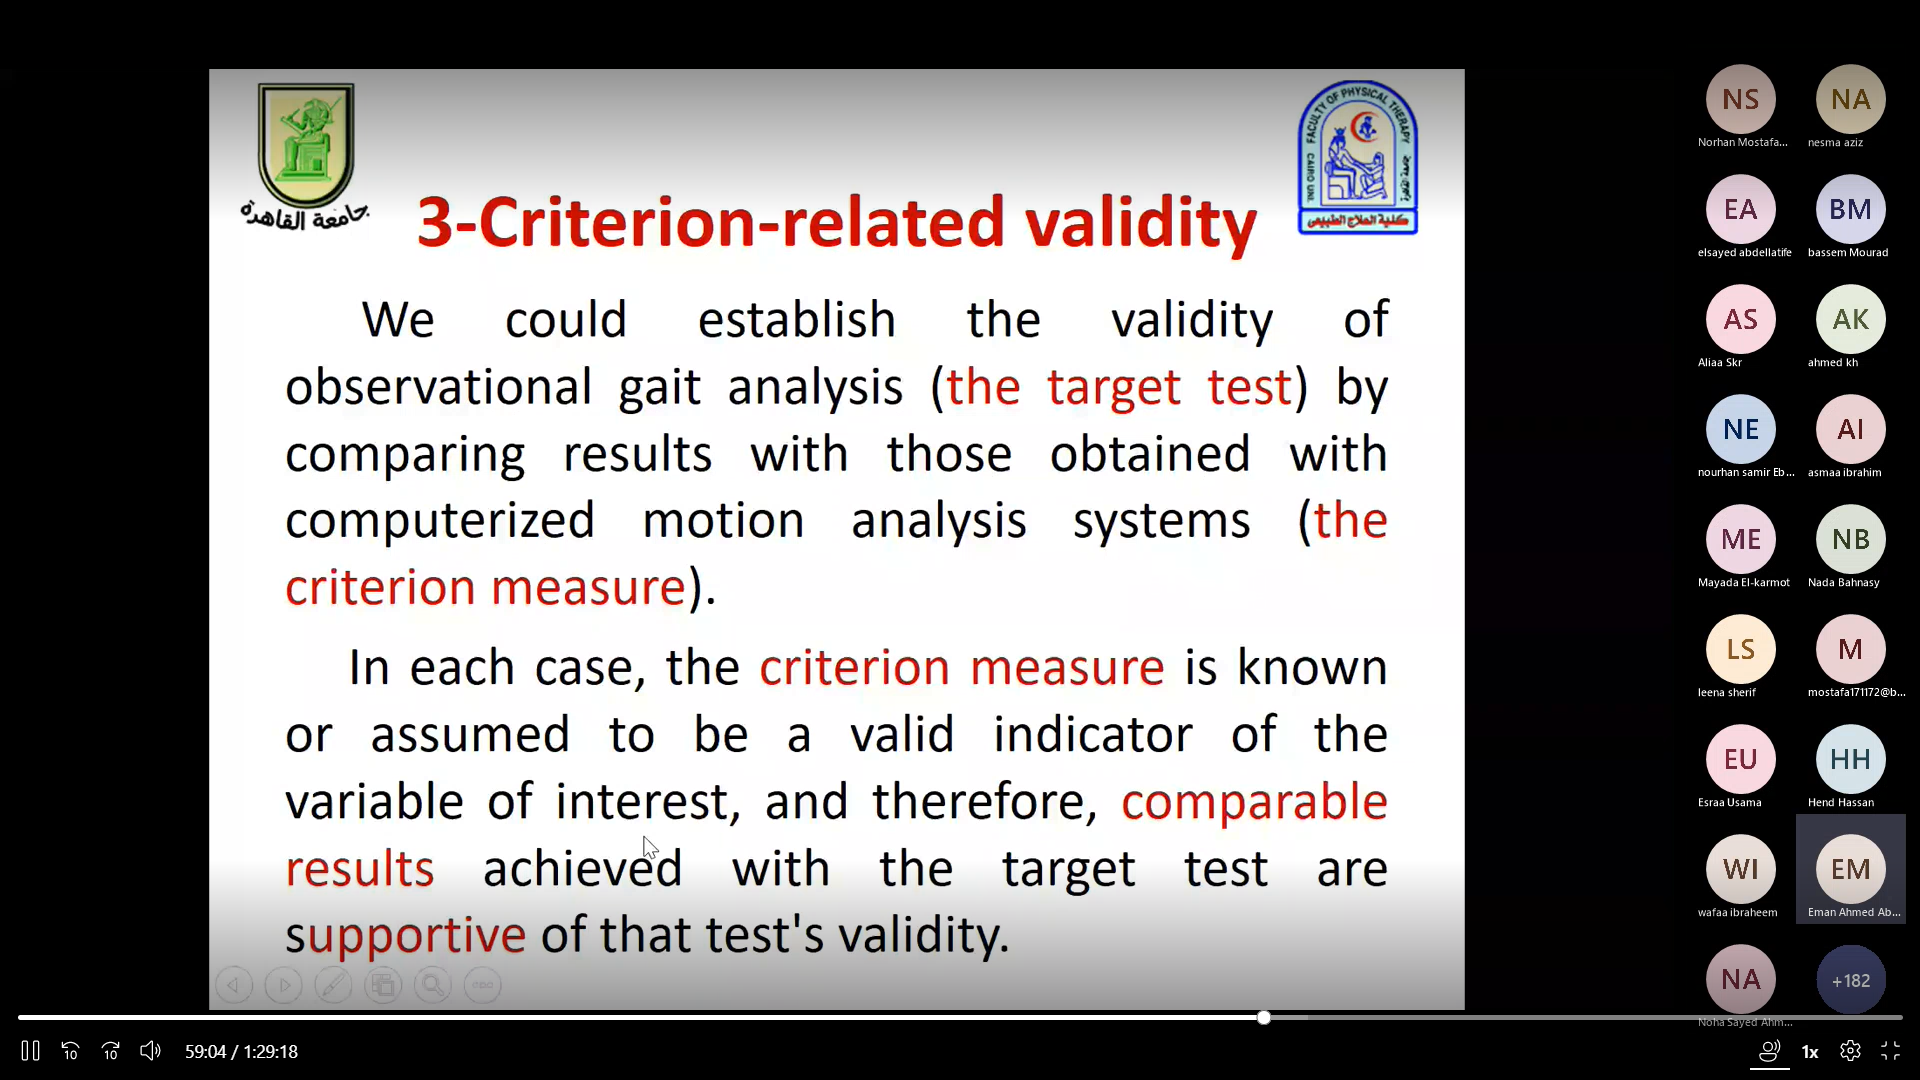 جامعة القاهرة
FACULTY OF PHYSICAL THERAPY
CAIRO UNI.
كلية العلاج الطبيعى
3-Criterion-related validity
We could establish the validity of
observational gait analysis (the target test) by
comparing results with those obtained with
computerized motion analysis systems (the
criterion measure).
In each case, the criterion measure is known
or assumed to be a valid indicator of the
variable of interest, and therefore, comparable
results achieved with the target test are
supportive of that test's validity.
NS
NA
Norhan Mostafa...
nesma aziz
EA
BM
elsayed abdellatife
bassem Mourad
AS
AK
Aliaa Skr
ahmed kh
NE
AI
nourhan samir Eb...
asmaa ibrahim
ME
NB
Mayada El-karmot
Nada Bahnasy
LS
M
leena sherif
mostafa171172@b...
EU
HH
Esraa Usama
Hend Hassan
WI
EM
wafaa ibraheem
Eman Ahmed Ab...
NA
+182
Noha Sayed Ahm...
10
10
59:04 / 1:29:18
1x